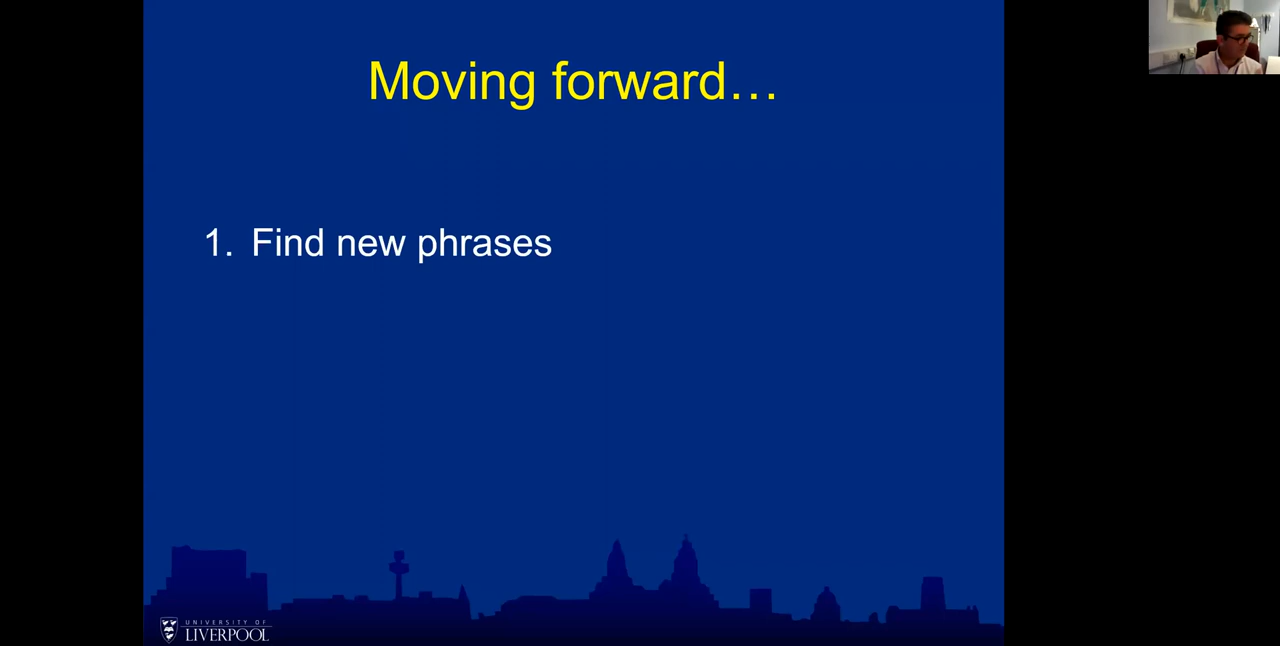 Moving forward…
1. Find new phrases
UNIVERSITY OF
LIVERPOOL